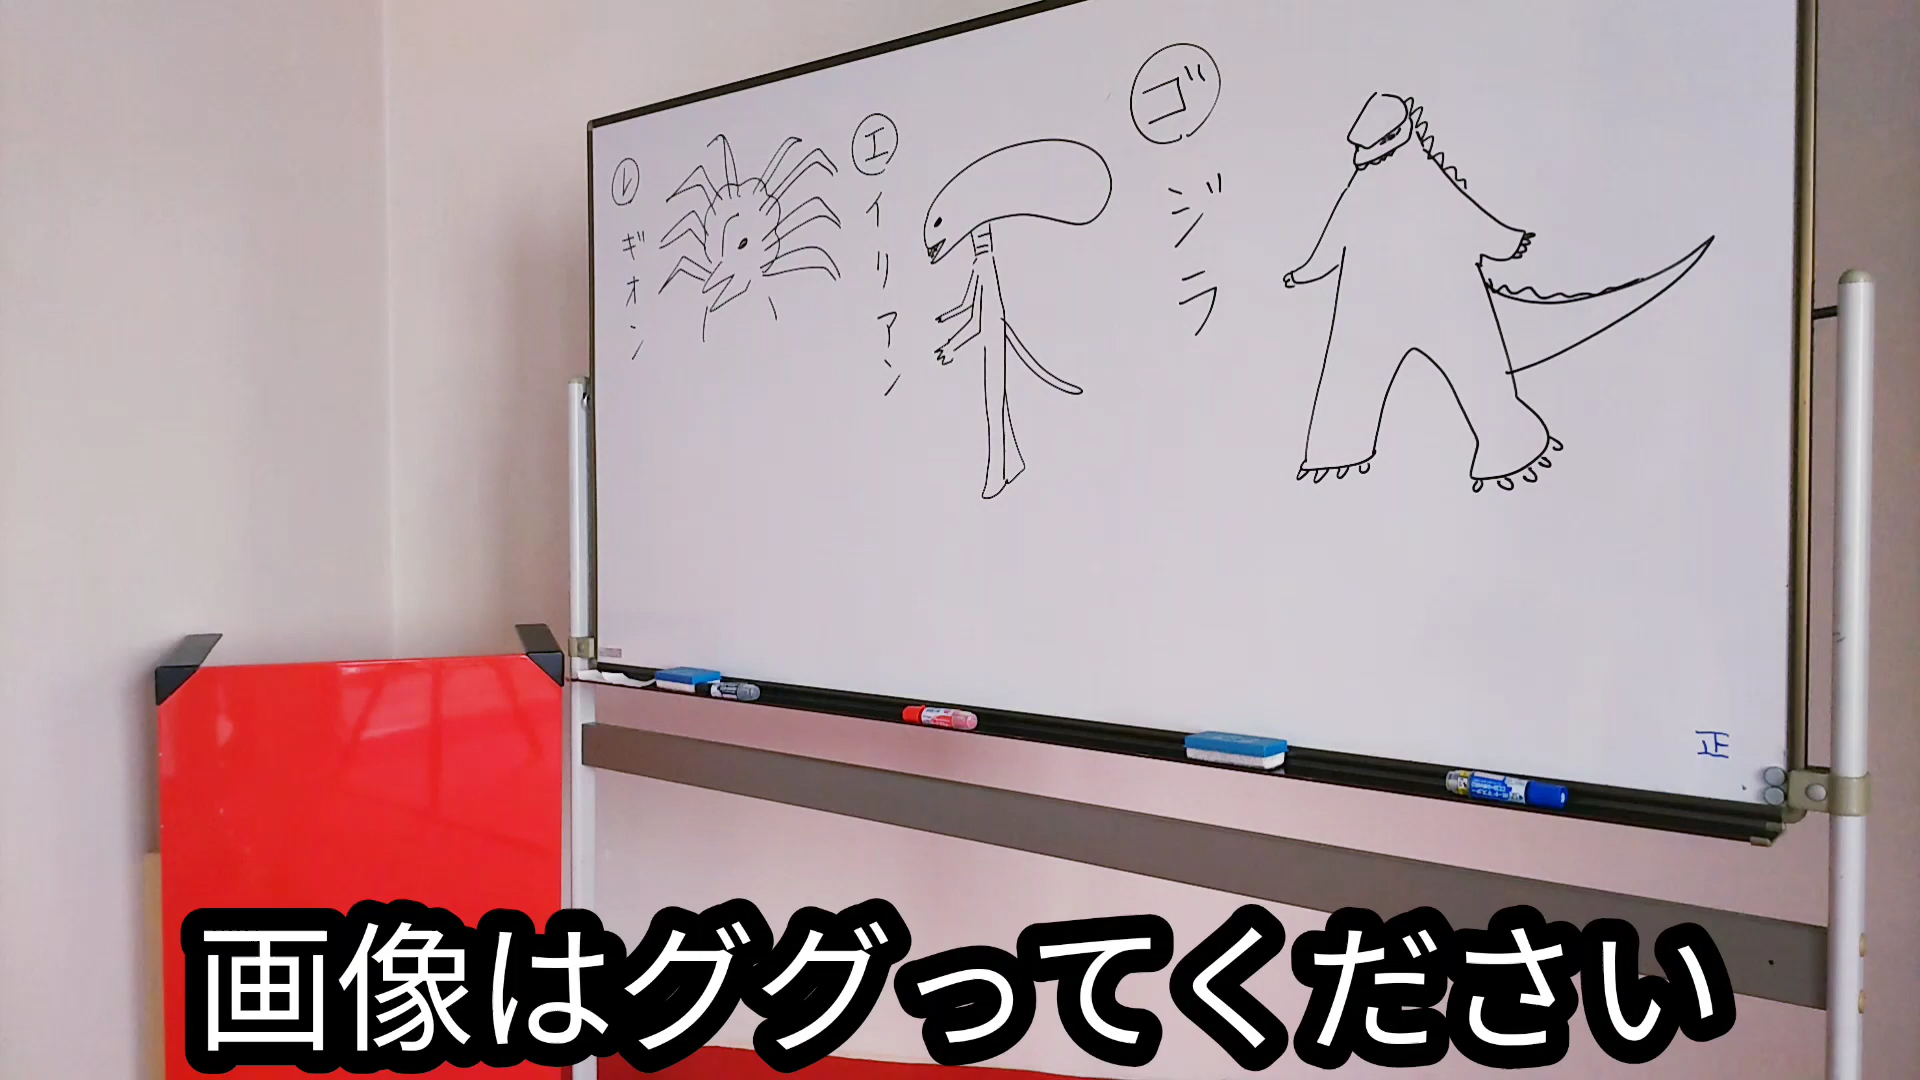 レギオン
エイリアン
ゴジラ
正
画像はググってください